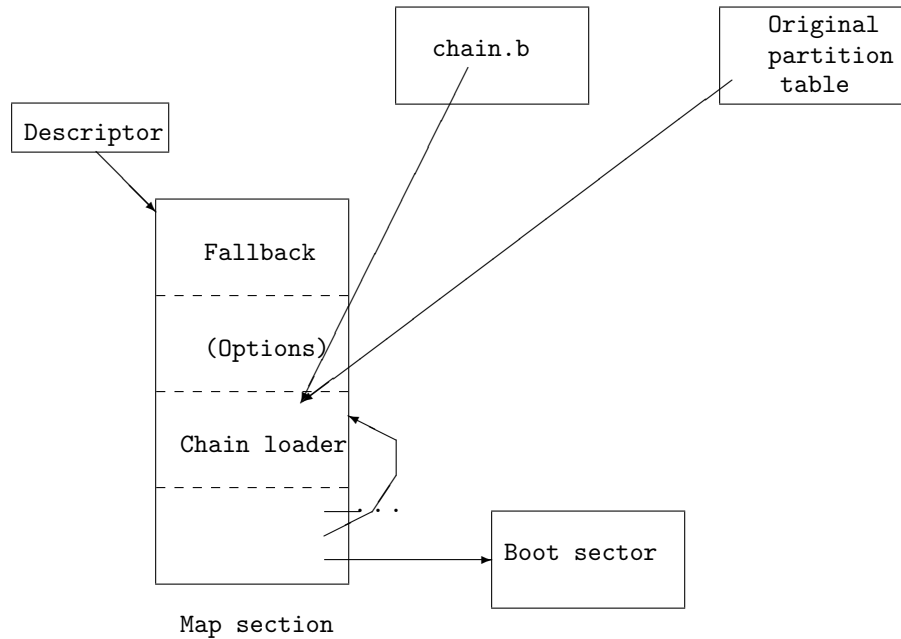 Original
chain.b
partition
table
Descriptor
Fallback
(Options)
Chain loader
. . .
Boot sector
Map section